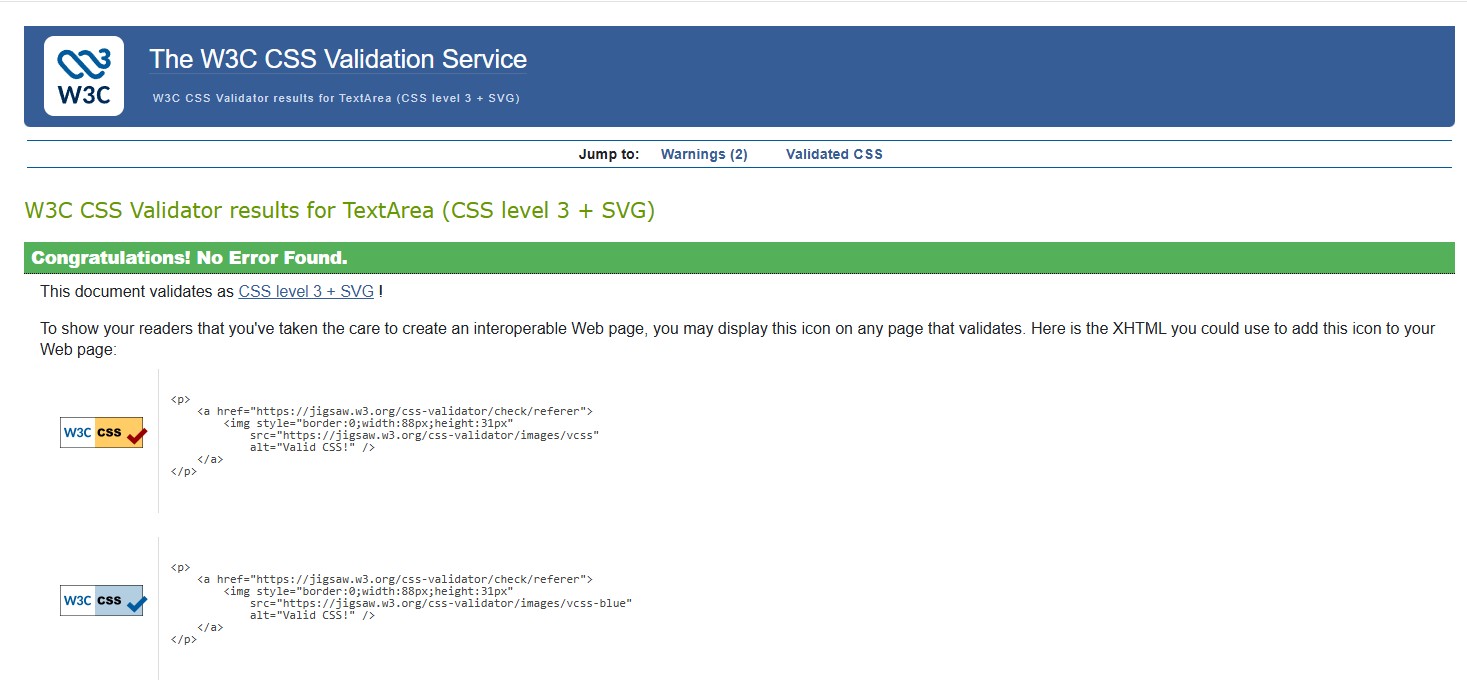 W3C
The W3C CSS Validation Service
W3C CSS Validator results for TextArea (CSS level 3 + SVG)
Jump to: Warnings (2) Validated CSS
W3C CSS Validator results for TextArea (CSS level 3 + SVG)
Congratulations! No Error Found.
This document validates as CSS level 3 + SVG !
To show your readers that you've taken the care to create an interoperable Web page, you may display this icon on any page that validates. Here is the XHTML you could use to add this icon to your
Web page:
W3C css
<p>
    <a href="https://jigsaw.w3.org/css-validator/check/referer">
        <img style="border:0;width:88px;height:31px"
            src="https://jigsaw.w3.org/css-validator/images/vcss"
            alt="Valid CSS!" />
    </a>
</p>
W3C css
<p>
    <a href="https://jigsaw.w3.org/css-validator/check/referer">
        <img style="border:0;width:88px;height:31px"
            src="https://jigsaw.w3.org/css-validator/images/vcss-blue"
            alt="Valid CSS!" />
    </a>
</p>